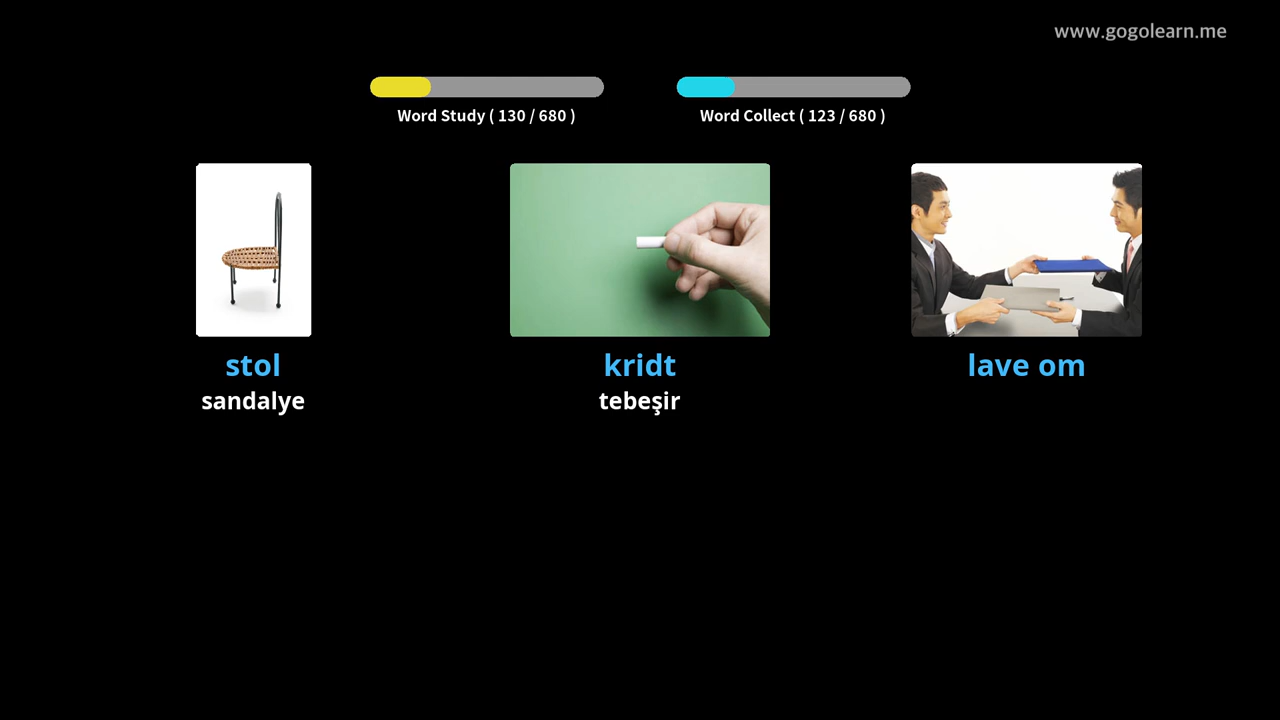 www.gogolearn.me
Word Study ( 130 / 680 )
Word Collect ( 123 / 680 )
stol
kridt
lave om
sandalye
tebeşir